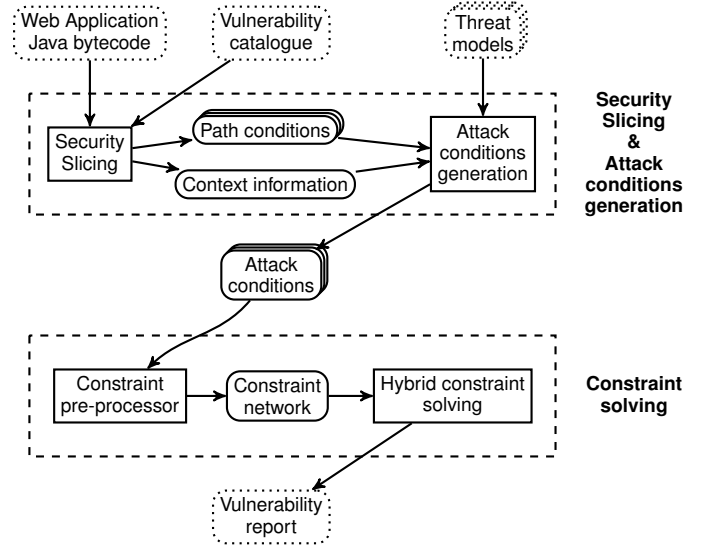 Web Application
Java bytecode
Vulnerability
catalogue
Threat
models
Security
Slicing
Path conditions
Context information
Attack
conditions
generation
Security
Slicing
&
Attack
conditions
generation
Attack
conditions
Constraint
pre-processor
Constraint
network
Hybrid constraint
solving
Constraint
solving
Vulnerability
report